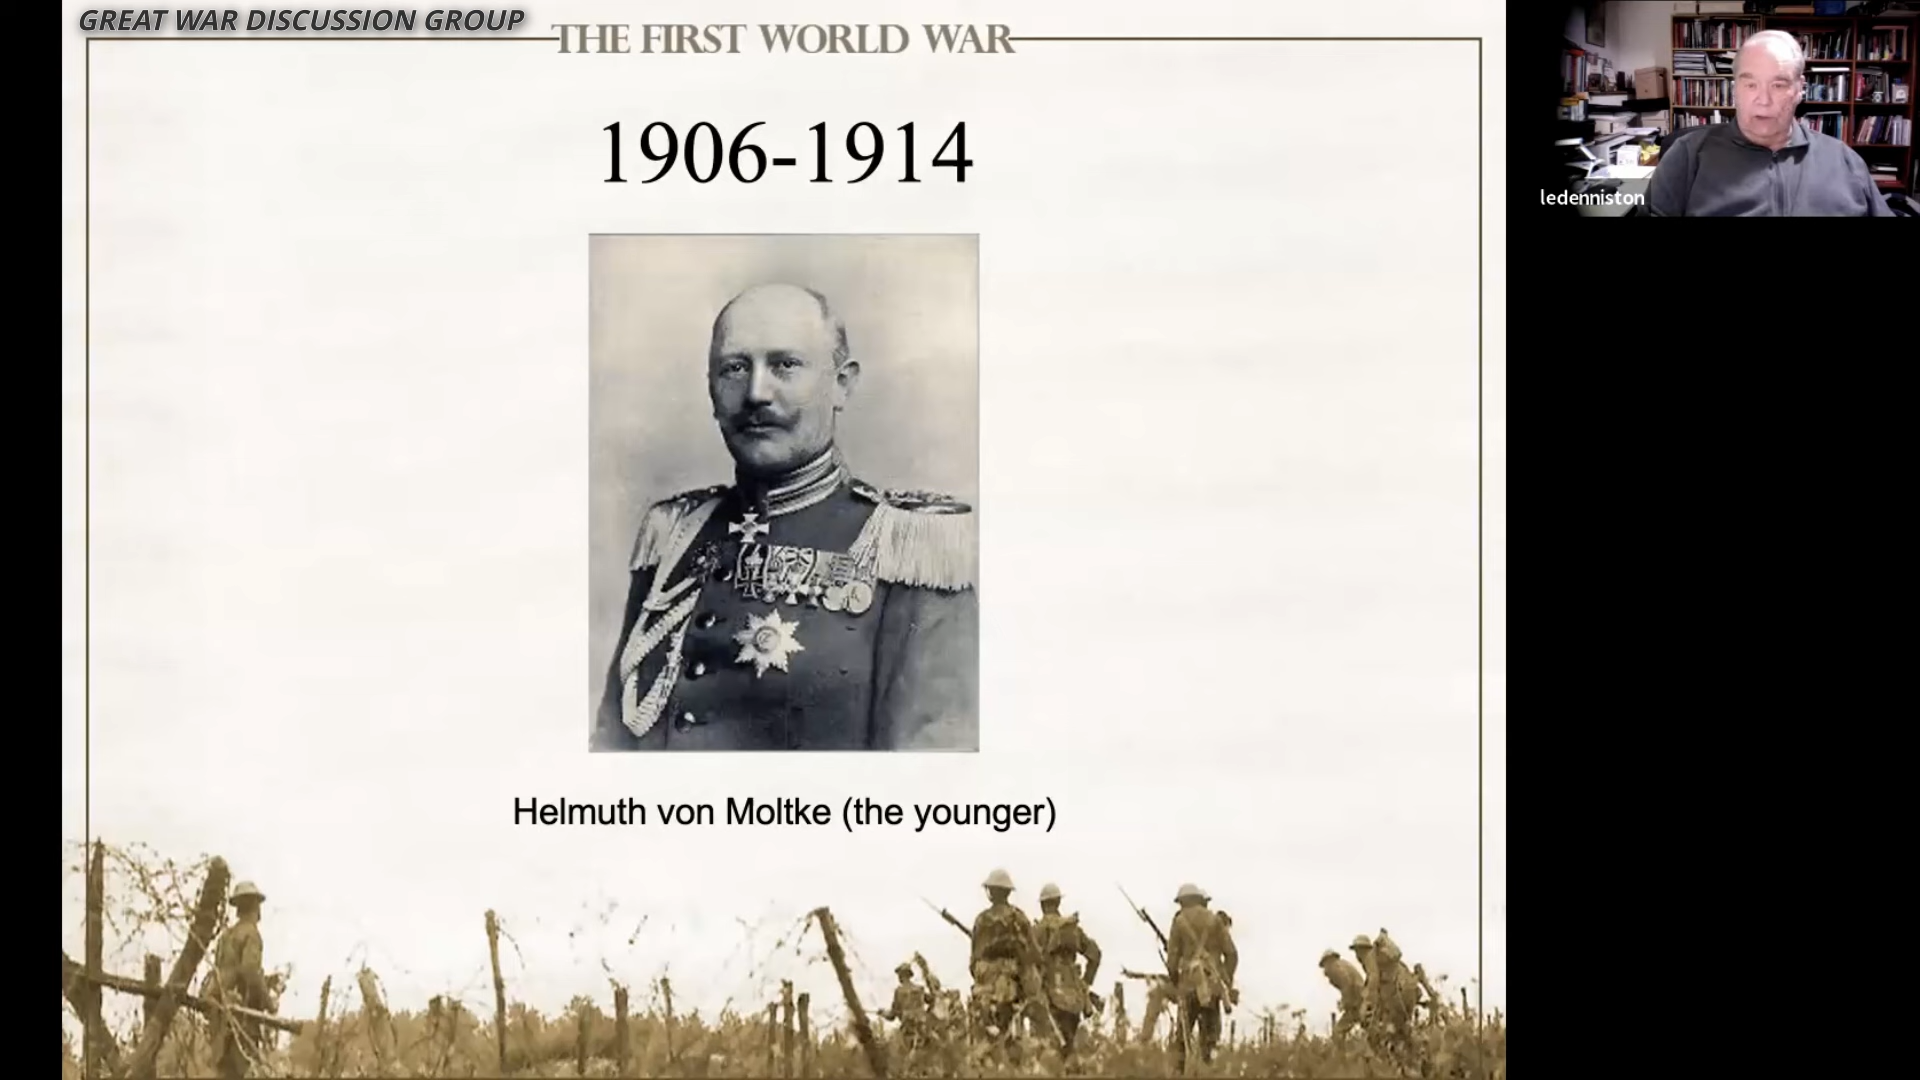 GREAT WAR DISCUSSION GROUP
THE FIRST WORLD WAR
1906-1914
Helmuth von Moltke (the younger)
ledenniston